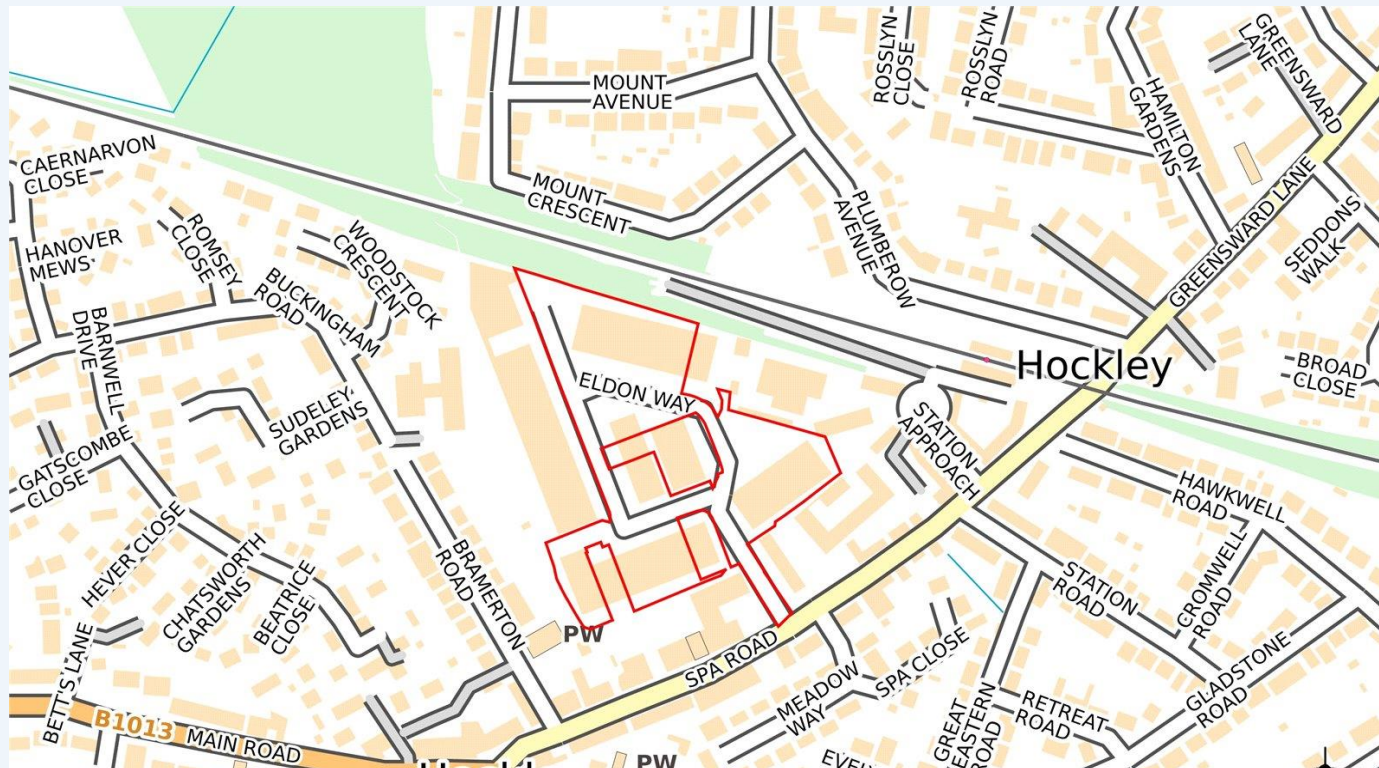 MOUNT
AVENUE
ROSSLYN
CLOSE
ROSSLYN
ROAD
GREENSWARD
LANE
HAMILTON
GARDENS
CAERNARVON
CLOSE
MOUNT
CRESCENT
PLUMBEROW
AVENUE
GREENSWARD LANE
SEDDONS
WALK
HANOVER
MEWS
ROMSEY
CLOSE
WOODSTOCK
CRESCENT
BUCKINGHAM
ROAD
BARNWELL
DRIVE
Hockley
BROAD
CLOSE
ELDON WAY
SUDELEY
GARDENS
STATION
APPROACH
GATSCOMBE
CLOSE
HAWKWELL
ROAD
HEVER CLOSE
CHATSWORTH
GARDENS
BEATRICE
CLOSE
BRAMERTON
ROAD
STATION
ROAD
CROMWELL
ROAD
PW
SPA ROAD
SPA CLOSE
MEADOW
WAY
GLADSTONE
ROAD
BETT'S LANE
GREAT
EASTERN
ROAD
RETREAT
ROAD
B1013
MAIN ROAD
PW